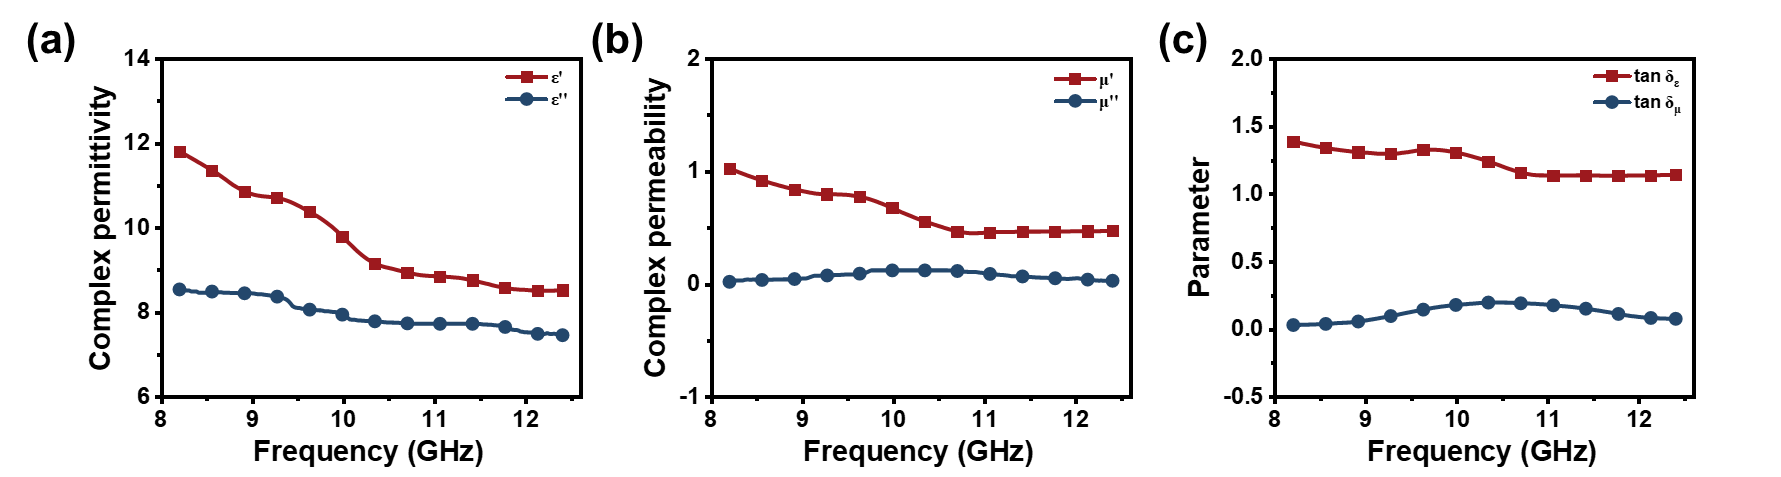 (a)
Complex permittivity
14
12
10
8
6
ε'
ε''
8 9 10 11 12
Frequency (GHz)
(b)
Complex permeability
2
1
0
-1
μ'
μ''
8 9 10 11 12
Frequency (GHz)
(c)
Parameter
2.0
1.5
1.0
0.5
0.0
-0.5
tan δε
tan δμ
8 9 10 11 12
Frequency (GHz)